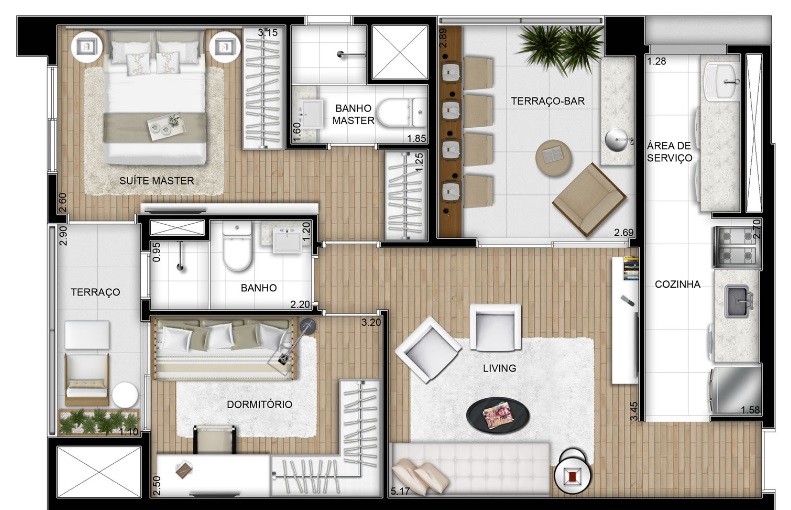 3.15
2.89
1.28
BANHO
MASTER
TERRAÇO-BAR
1.60
1.85
ÁREA DE
SERVIÇO
1.25
SUÍTE MASTER
2.60
2.90
1.20
2.69
2.70
0.95
TERRAÇO
BANHO
COZINHA
2.20
3.20
LIVING
DORMITÓRIO
3.45
1.58
1.10
2.50
5.17